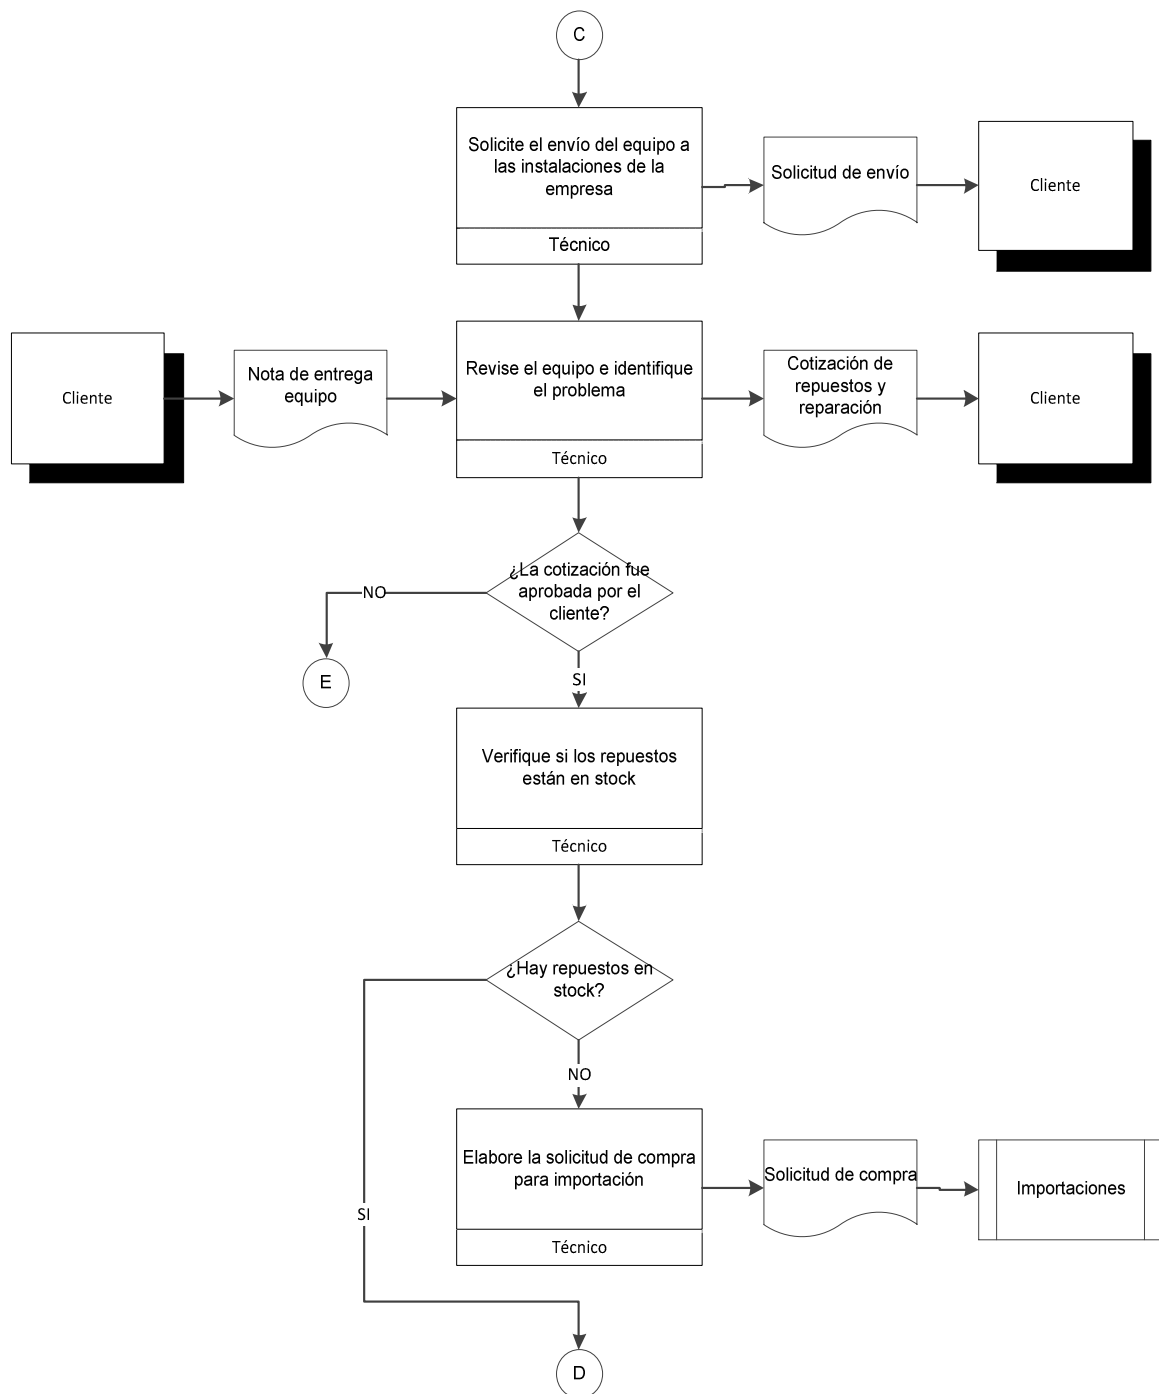 C
Solicite el envío del equipo a
las instalaciones de la
empresa
Técnico
Solicitud de envío
Cliente
Cliente
Nota de entrega
equipo
Revise el equipo e identifique
el problema
Técnico
Cotización de
repuestos y
reparación
Cliente
¿La cotización fue
aprobada por el
cliente?
NO
E
SI
Verifique si los repuestos
están en stock
Técnico
¿Hay repuestos en
stock?
NO
Elabore la solicitud de compra
para importación
Técnico
Solicitud de compra
Importaciones
SI
D